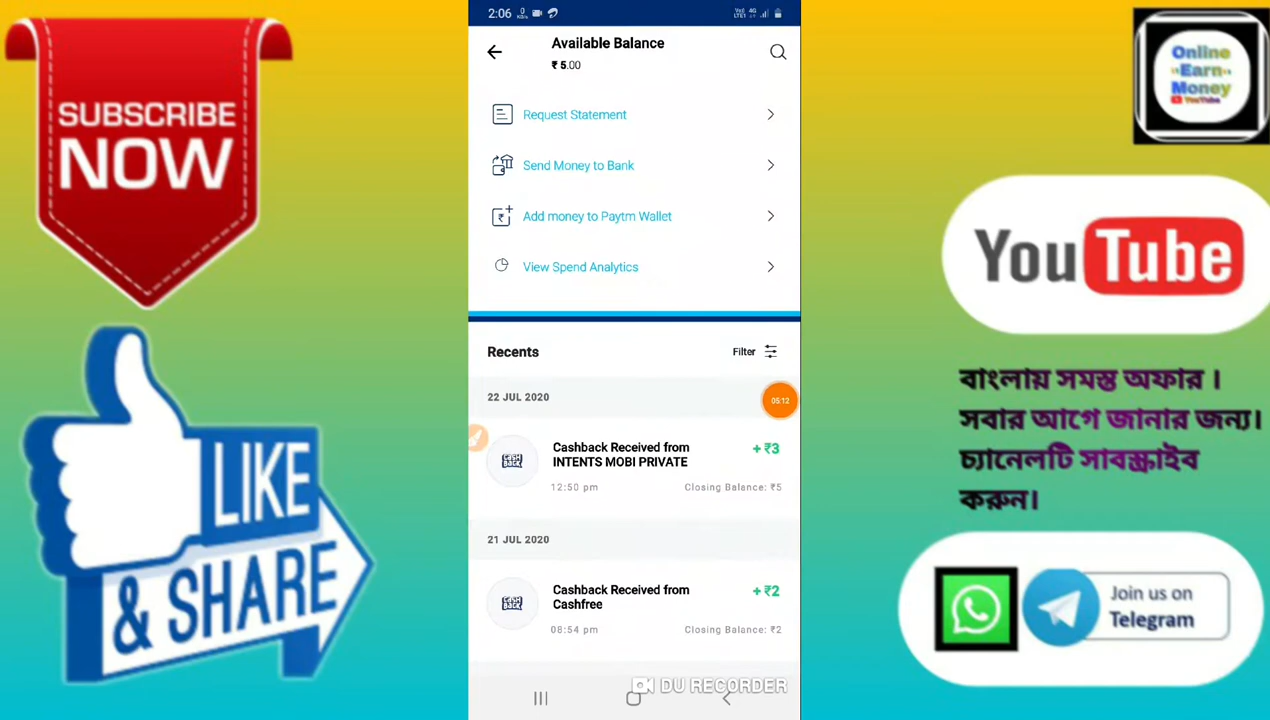 SUBSCRIBE
NOW
LIKE
& SHARE
2:06
Available Balance
₹ 5.00
Request Statement
Send Money to Bank
Add money to Paytm Wallet
View Spend Analytics
Recents
Filter
22 JUL 2020
05:12
Cashback Received from
INTENTS MOBI PRIVATE
+ ₹3
12:50 pm
Closing Balance: ₹5
21 JUL 2020
Cashback Received from
Cashfree
+ ₹2
08:54 pm
Closing Balance: ₹2
DU RECORDER
Online
Earn
Money
YouTube
YouTube
বাংলায় সমস্ত অফার ।
সবার আগে জানার জন্য।
চ্যানেলটি সাবস্ক্রাইব
করুন।
Join us on
Telegram